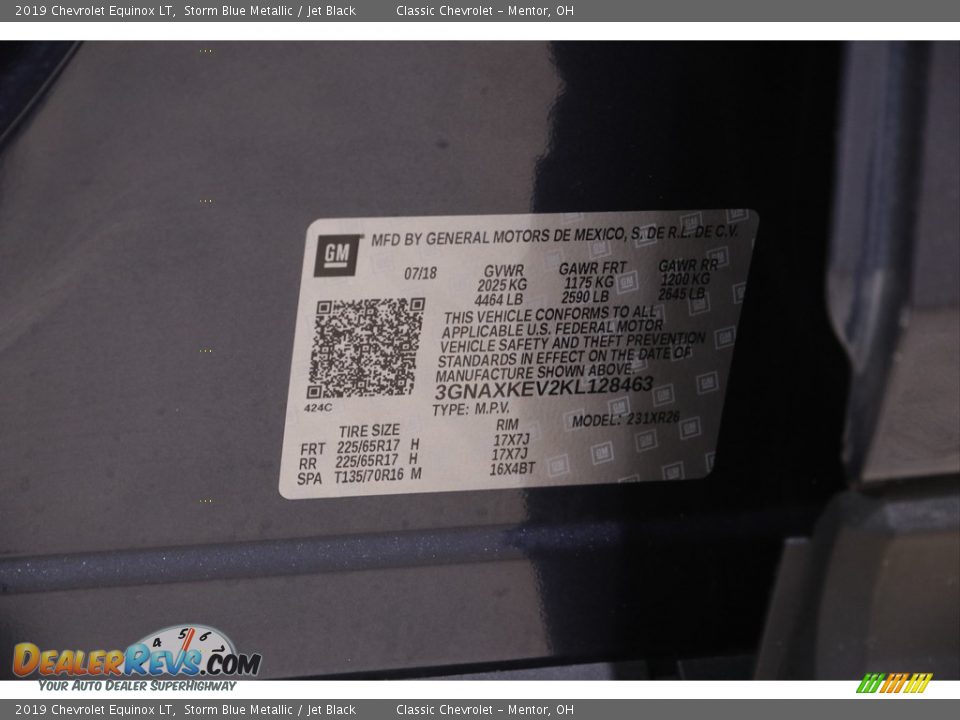 2019 Chevrolet Equinox LT, Storm Blue Metallic / Jet Black Classic Chevrolet – Mentor, OH
GM MFD BY GENERAL MOTORS DE MEXICO, S. DE R.L. DE C.V.
07/18 GVWR GAWR FRT GAWR RR
2025 KG 1175 KG 1200 KG
4464 LB 2590 LB 2645 LB
THIS VEHICLE CONFORMS TO ALL
APPLICABLE U.S. FEDERAL MOTOR
VEHICLE SAFETY AND THEFT PREVENTION
STANDARDS IN EFFECT ON THE DATE OF
MANUFACTURE SHOWN ABOVE.
3GNAXKEV2KL128463
424C TYPE: M.P.V. MODEL: 231XR26
TIRE SIZE RIM
FRT 225/65R17 H 17X7J
RR 225/65R17 H 17X7J
SPA T135/70R16 M 16X4BT
4 5 6 7
DealerRevs.com
Your Auto Dealer SuperHighway
2019 Chevrolet Equinox LT, Storm Blue Metallic / Jet Black Classic Chevrolet – Mentor, OH